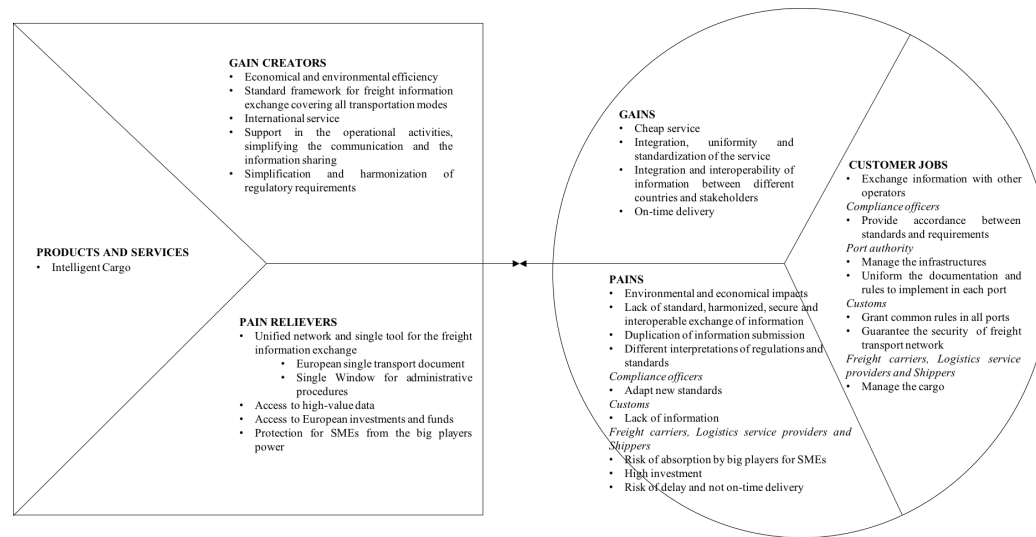 GAIN CREATORS
• Economical and environmental efficiency
• Standard framework for freight information
exchange covering all transportation modes
• International service
• Support in the operational activities,
simplifying the communication and the
information sharing
• Simplification and harmonization of
regulatory requirements
PRODUCTS AND SERVICES
• Intelligent Cargo
PAIN RELIEVERS
• Unified network and single tool for the freight
information exchange
• European single transport document
• Single Window for administrative
procedures
• Access to high-value data
• Access to European investments and funds
• Protection for SMEs from the big players
power
GAINS
• Cheap service
• Integration, uniformity and
standardization of the service
• Integration and interoperability of
information between different
countries and stakeholders
• On-time delivery
PAINS
• Environmental and economical impacts
• Lack of standard, harmonized, secure and
interoperable exchange of information
• Duplication of information submission
• Different interpretations of regulations and
standards
Compliance officers
• Adapt new standards
Customs
• Lack of information
Freight carriers, Logistics service providers and
Shippers
• Risk of absorption by big players for SMEs
• High investment
• Risk of delay and not on-time delivery
CUSTOMER JOBS
• Exchange information with other
operators
Compliance officers
• Provide accordance between
standards and requirements
Port authority
• Manage the infrastructures
• Uniform the documentation and
rules to implement in each port
Customs
• Grant common rules in all ports
• Guarantee the security of freight
transport network
Freight carriers, Logistics service
providers and Shippers
• Manage the cargo